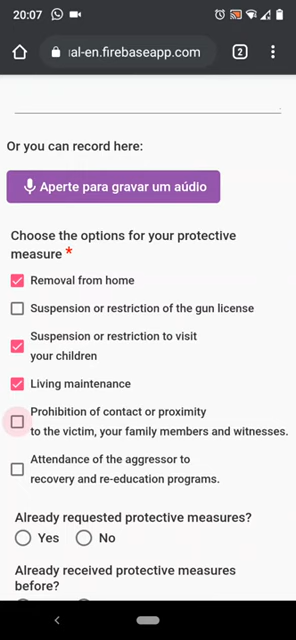 20:07
al-en.firebaseapp.com
2
Or you can record here:
Aperte para gravar um aúdio
Choose the options for your protective
measure *
Removal from home
Suspension or restriction of the gun license
Suspension or restriction to visit
your children
Living maintenance
Prohibition of contact or proximity
to the victim, your family members and witnesses.
Attendance of the aggressor to
recovery and re-education programs.
Already requested protective measures?
Yes No
Already received protective measures
before?